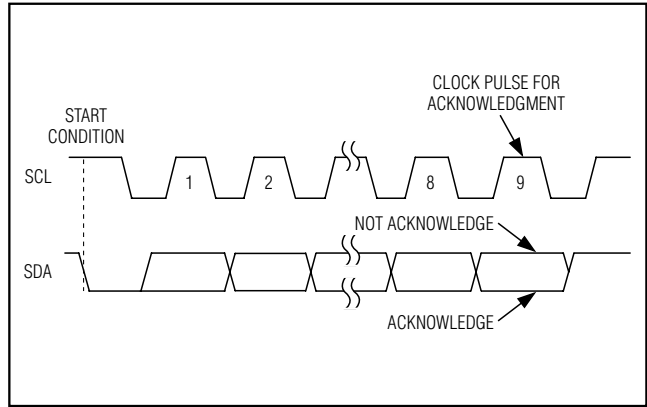 CLOCK PULSE FOR
ACKNOWLEDGMENT
START
CONDITION
SCL
1
2
8
9
NOT ACKNOWLEDGE
SDA
ACKNOWLEDGE